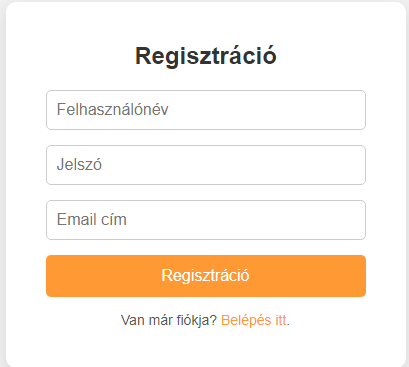 Regisztráció
Felhasználónév
Jelszó
Email cím
Regisztráció
Van már fiókja? Belépés itt.